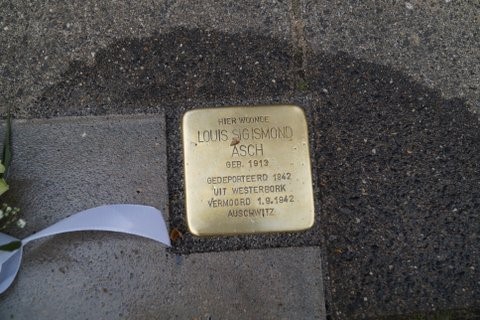 HIER WOONDE
LOUIS SIGISMOND
ASCH
GEB. 1913
GEDEPORTEERD 1942
UIT WESTERBORK
VERMOORD 1.9.1942
AUSCHWITZ